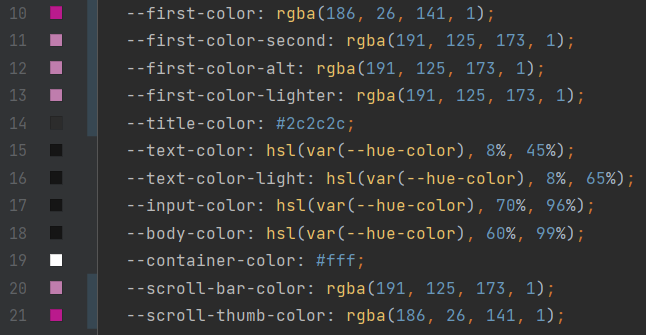 10 --first-color: rgba(186, 26, 141, 1);
11 --first-color-second: rgba(191, 125, 173, 1);
12 --first-color-alt: rgba(191, 125, 173, 1);
13 --first-color-lighter: rgba(191, 125, 173, 1);
14 --title-color: #2c2c2c;
15 --text-color: hsl(var(--hue-color), 8%, 45%);
16 --text-color-light: hsl(var(--hue-color), 8%, 65%);
17 --input-color: hsl(var(--hue-color), 70%, 96%);
18 --body-color: hsl(var(--hue-color), 60%, 99%);
19 --container-color: #fff;
20 --scroll-bar-color: rgba(191, 125, 173, 1);
21 --scroll-thumb-color: rgba(186, 26, 141, 1);